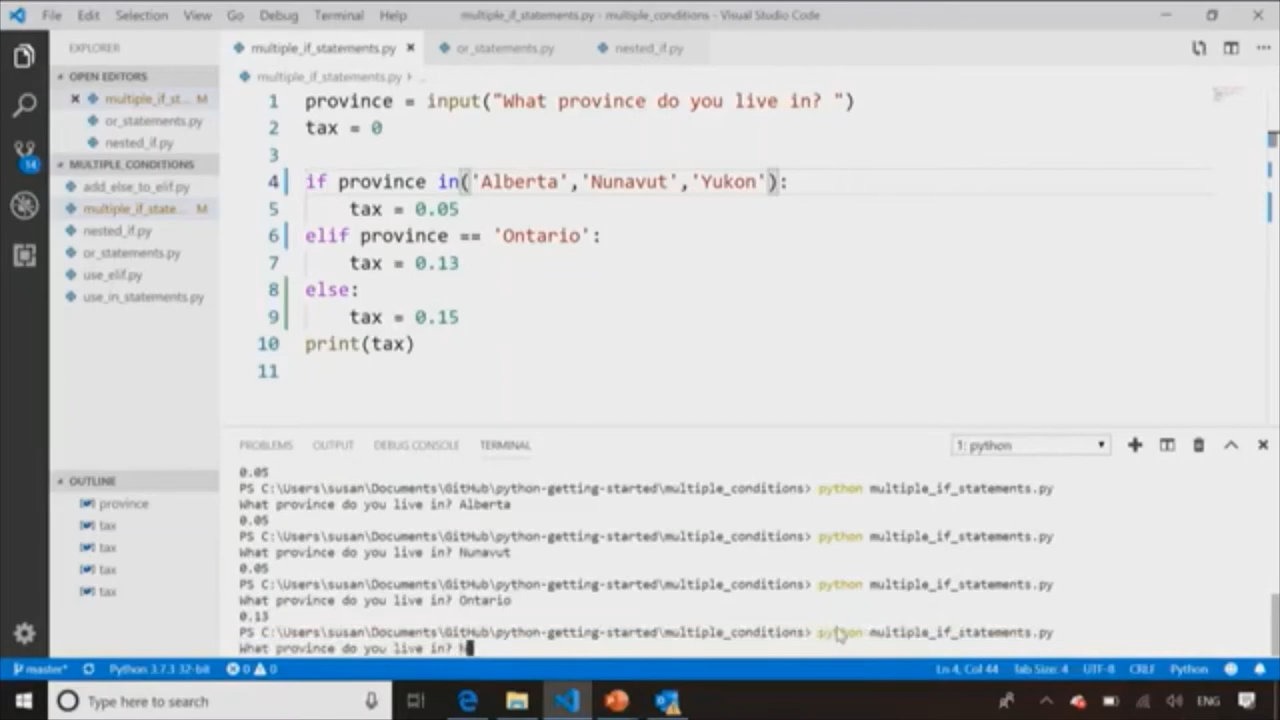 File Edit Selection View Go Debug Terminal Help multiple_if_statements.py - multiple_conditions - Visual Studio Code
EXPLORER
OPEN EDITORS
multiple_if_st... M
or_statements.py
nested_if.py
MULTIPLE_CONDITIONS
add_else_to_elif.py
multiple_if_state... M
nested_if.py
or_statements.py
use_elif.py
use_in_statements.py
OUTLINE
province
tax
tax
tax
tax
14
multiple_if_statements.py or_statements.py nested_if.py
multiple_if_statements.py › ...
1 province = input("What province do you live in? ")
2 tax = 0
3
4 if province in('Alberta','Nunavut','Yukon'):
5 tax = 0.05
6 elif province == 'Ontario':
7 tax = 0.13
8 else:
9 tax = 0.15
10 print(tax)
11
PROBLEMS OUTPUT DEBUG CONSOLE TERMINAL 1: python
0.05
PS C:\Users\susan\Documents\GitHub\python-getting-started\multiple_conditions> python multiple_if_statements.py
What province do you live in? Alberta
0.05
PS C:\Users\susan\Documents\GitHub\python-getting-started\multiple_conditions> python multiple_if_statements.py
What province do you live in? Nunavut
0.05
PS C:\Users\susan\Documents\GitHub\python-getting-started\multiple_conditions> python multiple_if_statements.py
What province do you live in? Ontario
0.13
PS C:\Users\susan\Documents\GitHub\python-getting-started\multiple_conditions> python multiple_if_statements.py
What province do you live in?
master* Python 3.7.3 32-bit 0 0 Ln 4, Col 44 Tab Size: 4 UTF-8 CRLF Python
Type here to search ENG